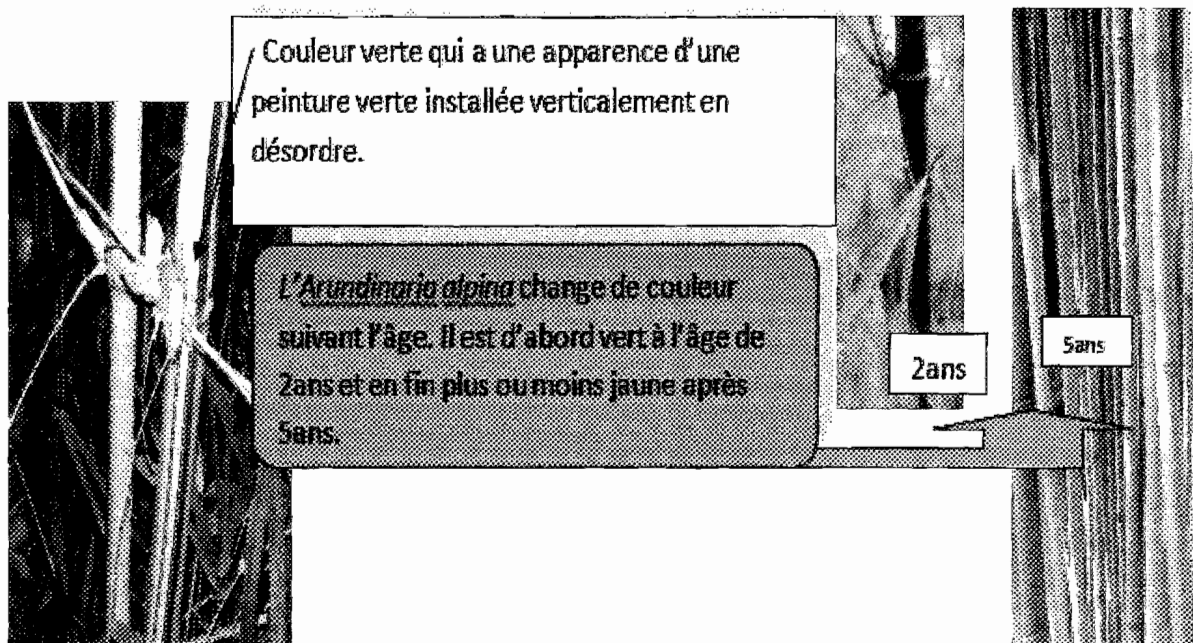 Couleur verte qui a une apparence d'une
peinture verte installée verticalement en
désordre.
L'Arundinaria alpina change de couleur
suivant l'âge. Il est d'abord vert à l'âge de
2ans et en fin plus ou moins jaune après
5ans.
2ans
5ans